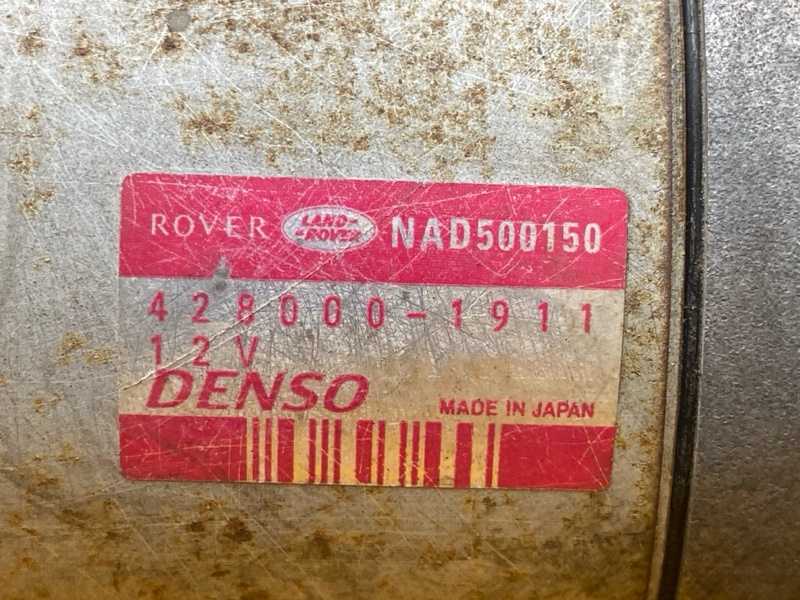 ROVER LAND-ROVER NAD500150
428000-1911
12V
DENSO MADE IN JAPAN